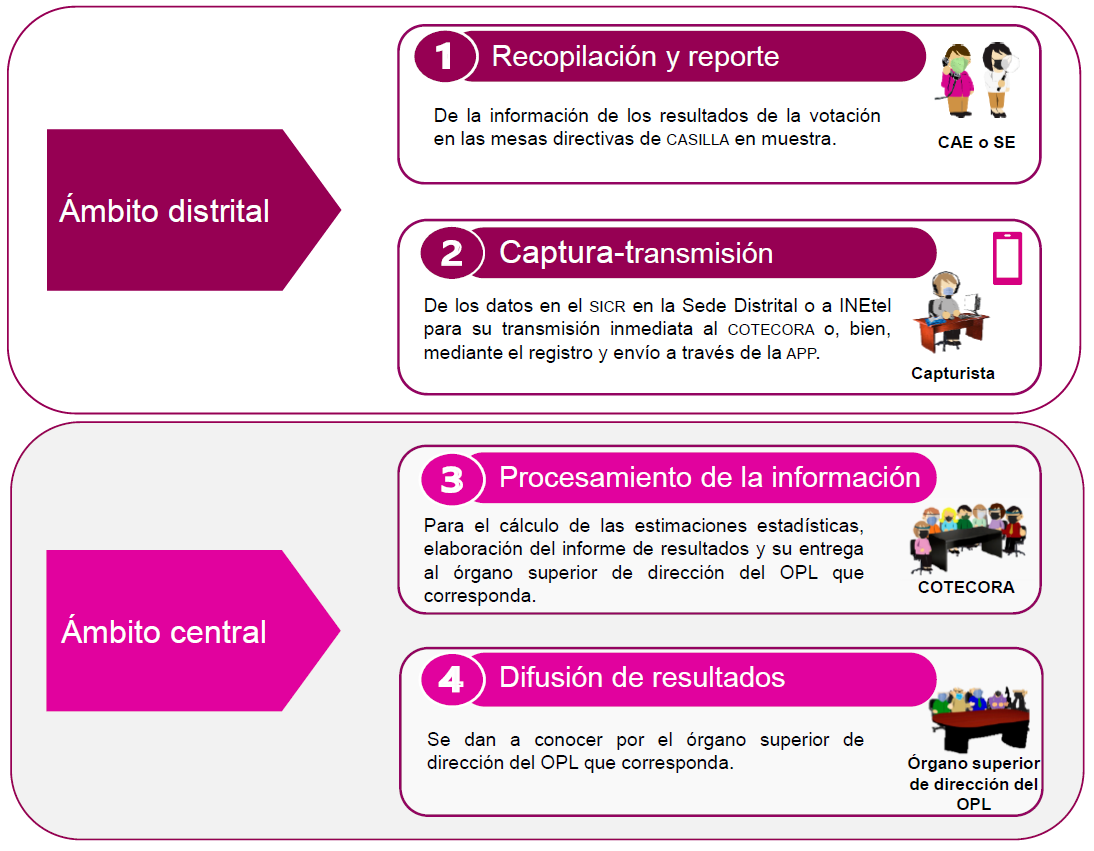 Ámbito distrital
1 Recopilación y reporte
De la información de los resultados de la votación
en las mesas directivas de CASILLA en muestra.
CAE o SE
2 Captura-transmisión
De los datos en el SICR en la Sede Distrital o a INEtel
para su transmisión inmediata al COTECORA o, bien,
mediante el registro y envío a través de la APP.
Capturista
Ámbito central
3 Procesamiento de la información
Para el cálculo de las estimaciones estadísticas,
elaboración del informe de resultados y su entrega
al órgano superior de dirección del OPL que
corresponda.
COTECORA
4 Difusión de resultados
Se dan a conocer por el órgano superior de
dirección del OPL que corresponda.
Órgano superior
de dirección del
OPL